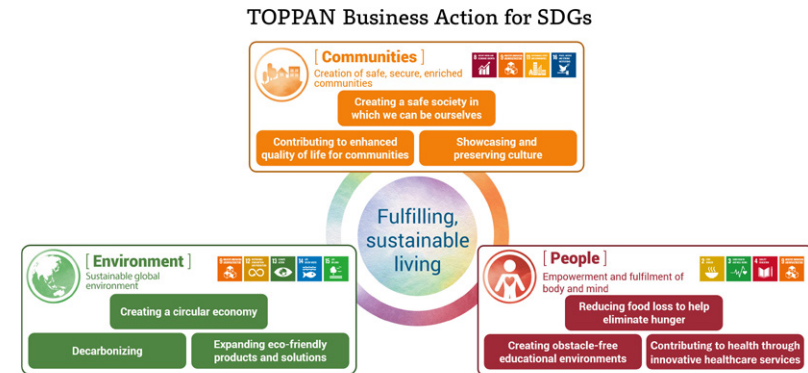 TOPPAN Business Action for SDGs
[ Communities ]
Creation of safe, secure, enriched
communities
Creating a safe society in
which we can be ourselves
Contributing to enhanced
quality of life for communities
Showcasing and
preserving culture
Fulfilling,
sustainable
living
[ Environment ]
Sustainable global
environment
Creating a circular economy
Decarbonizing
Expanding eco-friendly
products and solutions
[ People ]
Empowerment and fulfilment of
body and mind
Reducing food loss to help
eliminate hunger
Creating obstacle-free
educational environments
Contributing to health through
innovative healthcare services